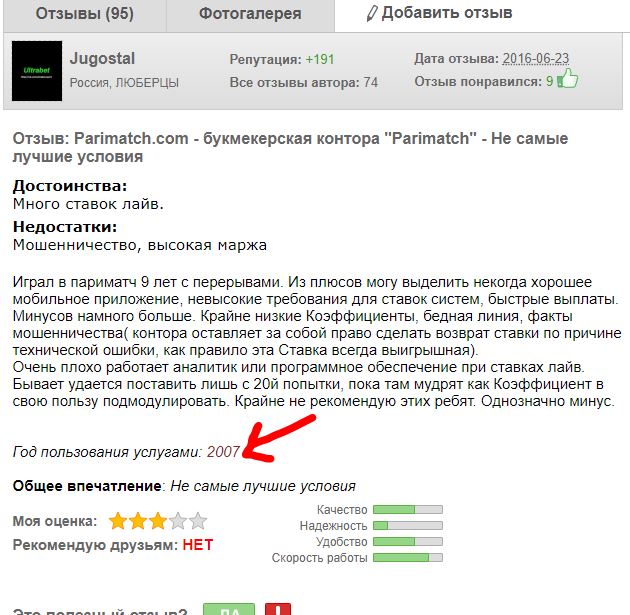 Отзывы (95)
Фотогалерея
Добавить отзыв
Ultrabet
Jugostal
Россия, ЛЮБЕРЦЫ
Репутация: +191
Все отзывы автора: 74
Дата отзыва: 2016-06-23
Отзыв понравился: 9
Отзыв: Parimatch.com - букмекерская контора "Parimatch" - Не самые
лучшие условия
Достоинства:
Много ставок лайв.
Недостатки:
Мошенничество, высокая маржа
Играл в париматч 9 лет с перерывами. Из плюсов могу выделить некогда хорошее
мобильное приложение, невысокие требования для ставок систем, быстрые выплаты.
Минусов намного больше. Крайне низкие Коэффициенты, бедная линия, факты
мошенничества( контора оставляет за собой право сделать возврат ставки по причине
технической ошибки, как правило эта Ставка всегда выигрышная).
Очень плохо работает аналитик или программное обеспечение при ставках лайв.
Бывает удается поставить лишь с 20й попытки, пока там мудрят как Коэффициент в
свою пользу подмодулировать. Крайне не рекомендую этих ребят. Однозначно минус.
Год пользования услугами: 2007
Общее впечатление: Не самые лучшие условия
Моя оценка:
Рекомендую друзьям: НЕТ
Качество
Надежность
Удобство
Скорость работы
Это полезный отзыв?
ДА